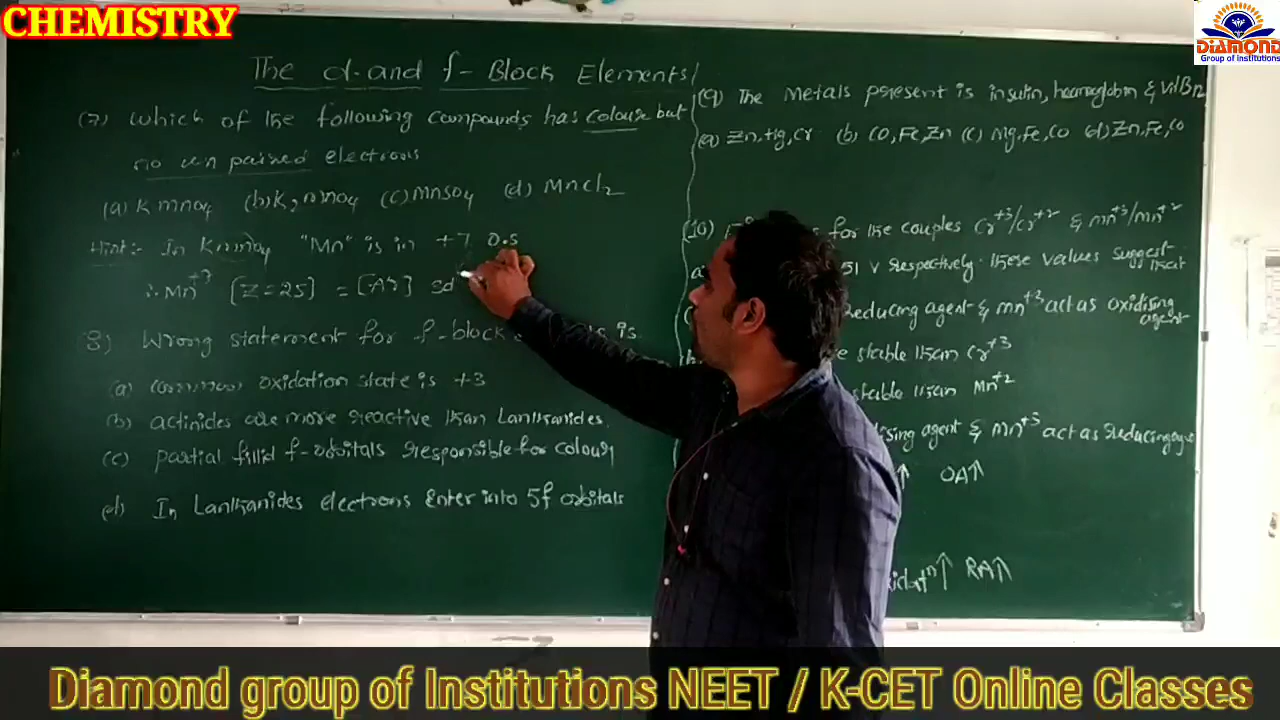 CHEMISTRY
DIAMOND
Group of Institutions
The d-and f-Block Elements
(7) Which of the following compounds has colour but
no un paired electrons
(a) KMnO4 (b) K2MnO4 (c) MnSO4 (d) MnCl2
Hint:- In KMnO4 "Mn" is in +7 O.S
∴ Mn+3 [Z=25] = [Ar] 3d
8) Wrong statement for f-block is
(a) common oxidation state is +3
(b) actinides are more reactive than Lanthanides.
(c) partial filled f-orbitals responsible for colour
(d) In Lanthanides electrons Enter into 5f orbitals
(9) The Metals present is insulin, haemoglobin & Vit B12
(a) Zn, Hg, Cr (b) CO, Fe, Zn (c) Mg, Fe, CO (d) Zn, Fe, CO
(10) for the couples Cr+3/Cr+2 & Mn+3/Mn+2
51 V respectively. These values suggest that
Reducing agent & Mn+3 act as oxidising agent
stable than Cr+3
stable than Mn+2
ising agent & Mn+3 act as Reducing age
↑ OA↑
↑ RA↑
Diamond group of Institutions NEET / K-CET Online Classes